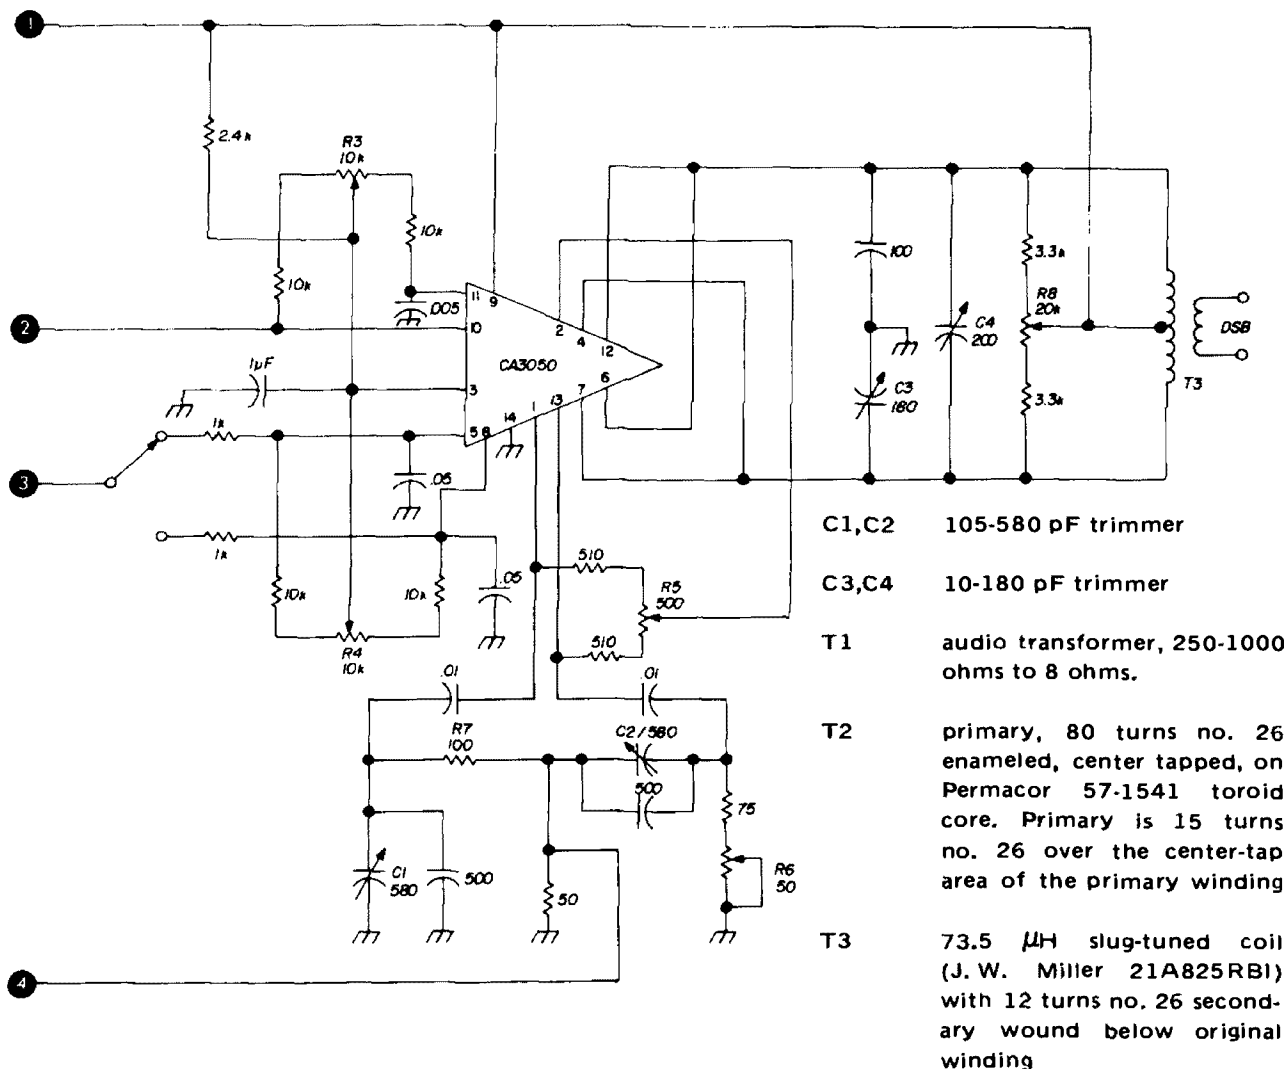 1
2.4k
R3
10k
10k
10k
.005
11
9
10
2
4
12
2
CA3050
1µF
3
6
7
13
1
14
5
8
1k
3
.05
1k
10k
10k
.05
R4
10k
510
R5
500
510
.01
.01
R7
100
C2/580
500
75
C1
580
500
50
R6
50
4
100
C3
180
C4
200
3.3k
R8
20k
3.3k
T3
DSB
C1,C2 105-580 pF trimmer
C3,C4 10-180 pF trimmer
T1 audio transformer, 250-1000
ohms to 8 ohms.
T2 primary, 80 turns no. 26
enameled, center tapped, on
Permacor 57-1541 toroid
core. Primary is 15 turns
no. 26 over the center-tap
area of the primary winding
T3 73.5 µH slug-tuned coil
(J. W. Miller 21A825RBI)
with 12 turns no. 26 second-
ary wound below original
winding